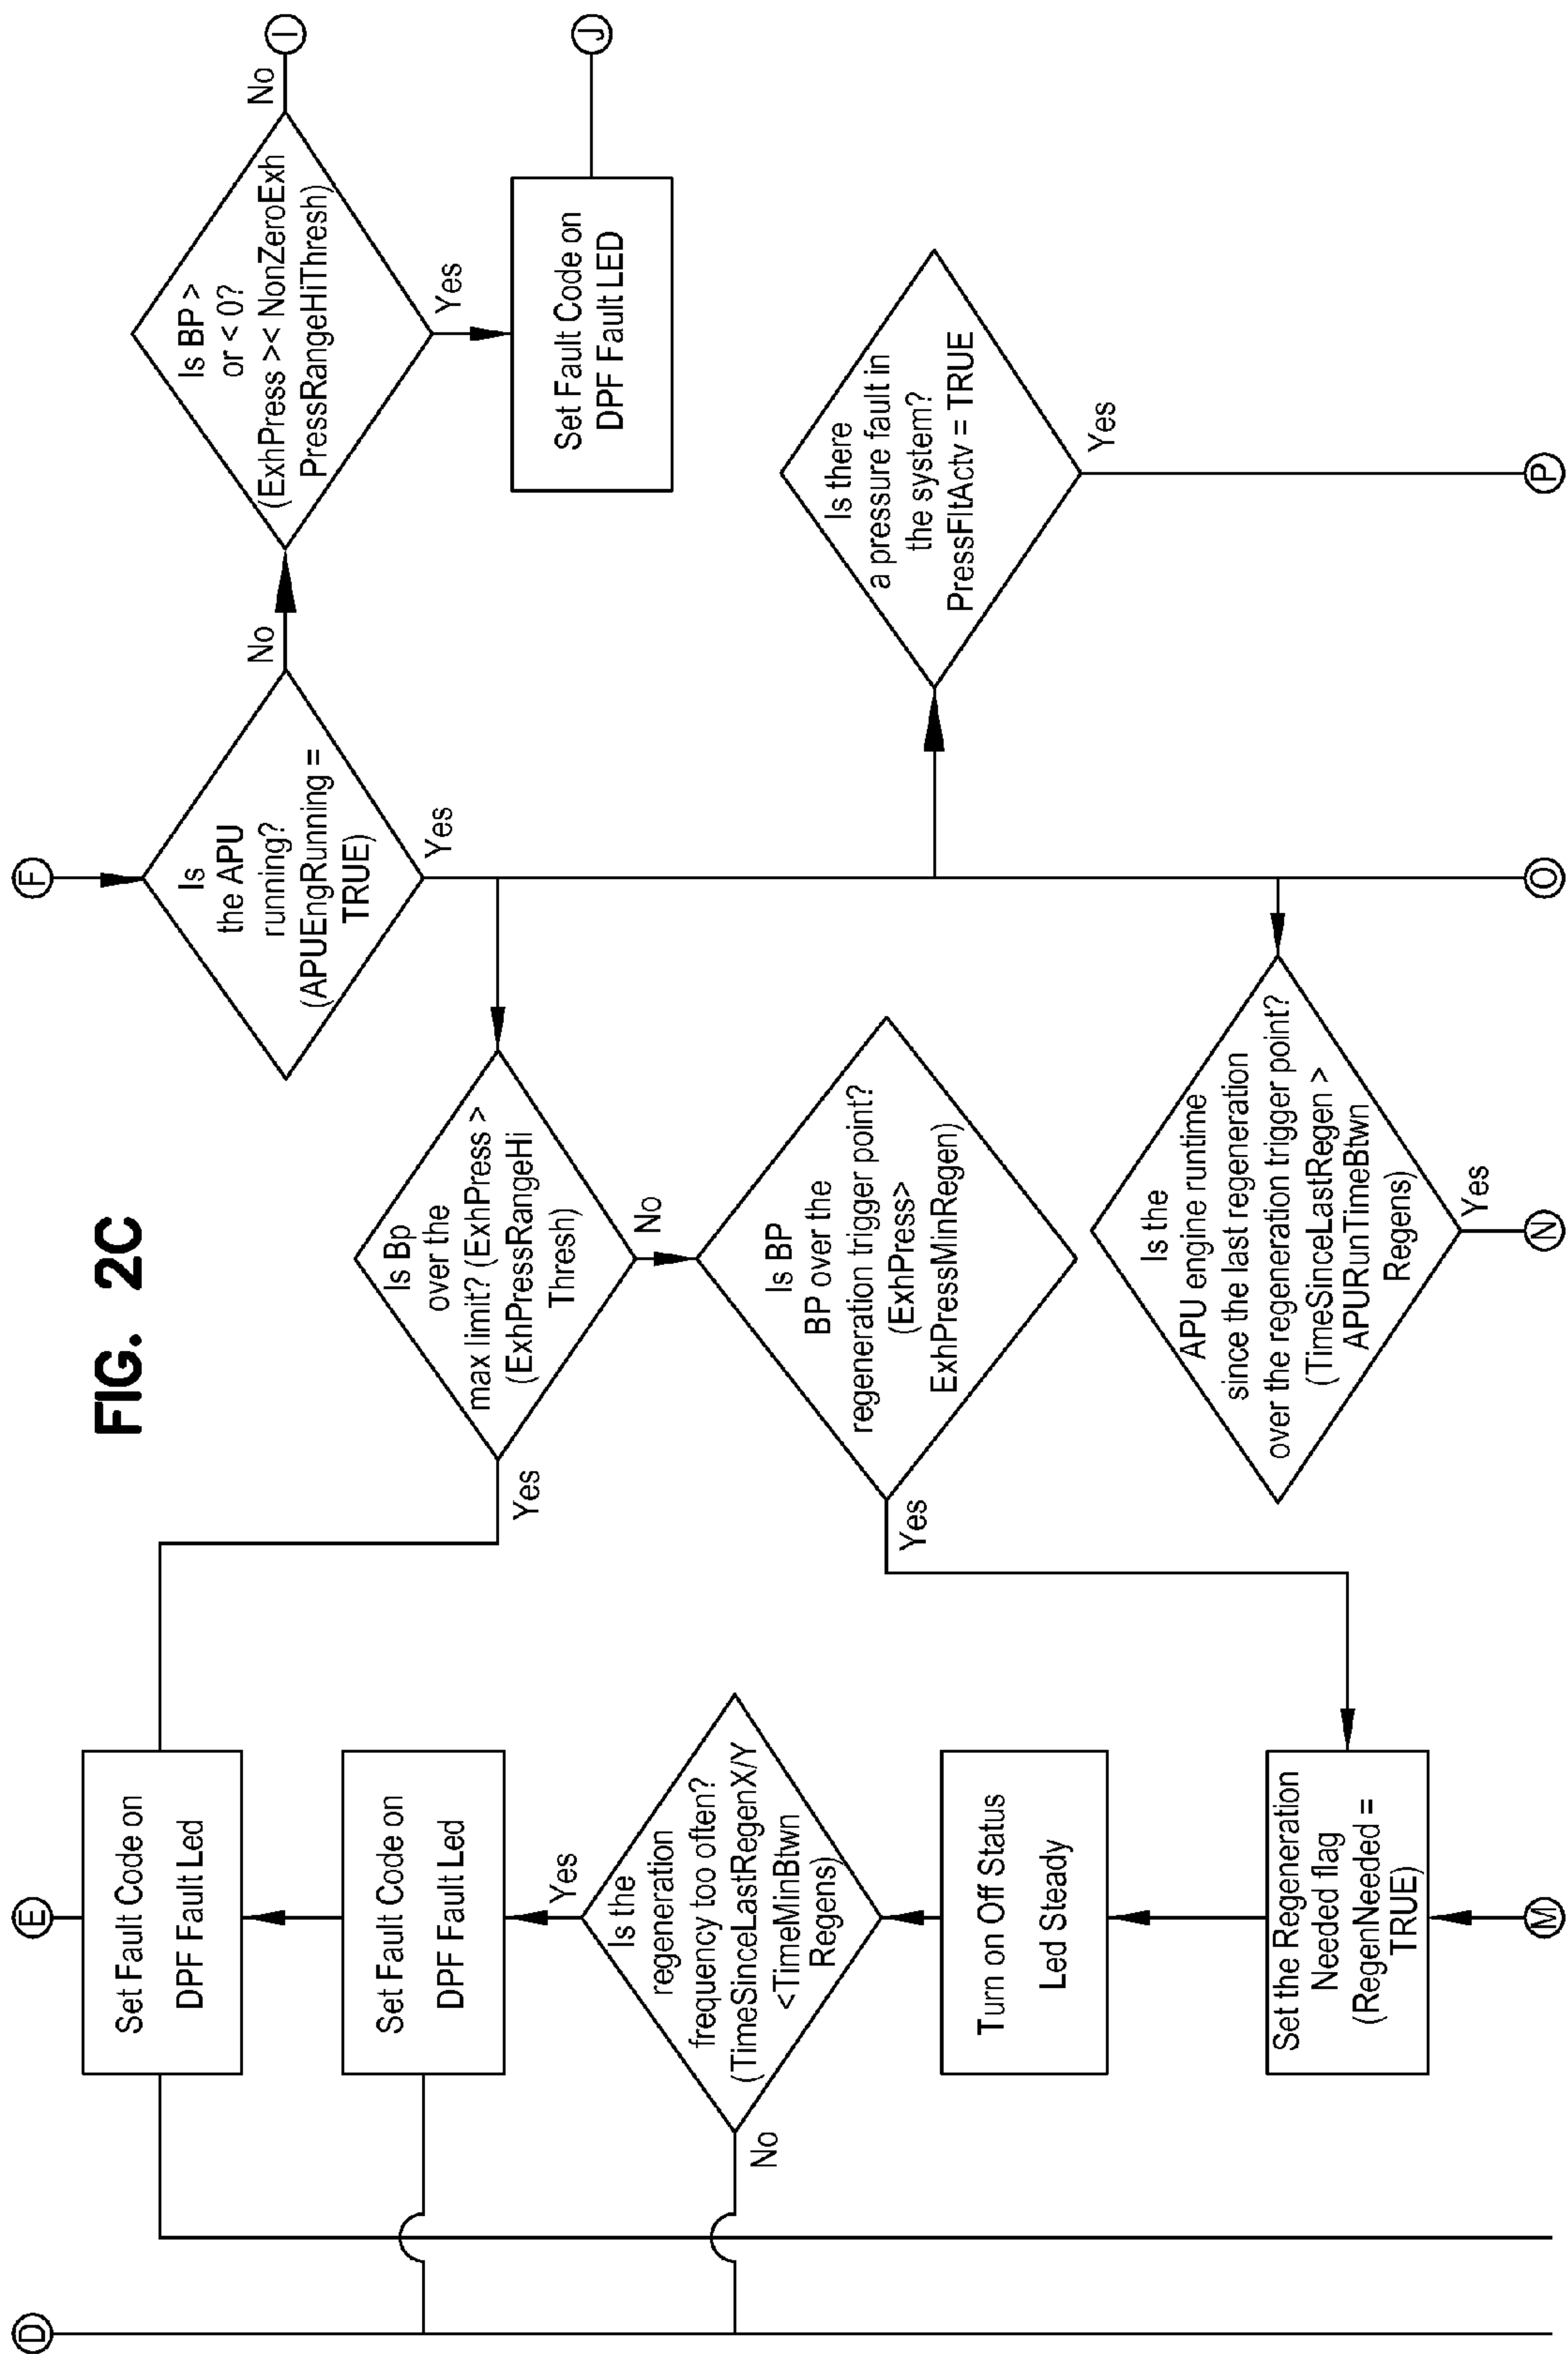 FIG. 2C
D
E
F
Set Fault Code on
DPF Fault Led
Set Fault Code on
DPF Fault Led
Yes
Is the
regeneration
frequency too often?
(TimeSinceLastRegenX/Y
<TimeMinBtwn
Regens)
No
Turn on Off Status
Led Steady
Set the Regeneration
Needed flag
(RegenNeeded =
TRUE)
M
Is
the APU
running?
(APUEngRunning =
TRUE)
No
Yes
Is BP >
or < 0?
(ExhPress >< NonZeroExh
PressRangeHiThresh)
No
I
Yes
Set Fault Code on
DPF Fault LED
J
Is Bp
over the
max limit? (ExhPress >
(ExhPressRangeHi
Thresh)
Yes
No
Is BP
BP over the
regeneration trigger point?
(ExhPress>
ExhPressMinRegen)
Yes
Is there
a pressure fault in
the system?
PressFltActv = TRUE
Yes
Is the
APU engine runtime
since the last regeneration
over the regeneration trigger point?
(TimeSinceLastRegen >
APURunTimeBtwn
Regens)
Yes
N
O
P